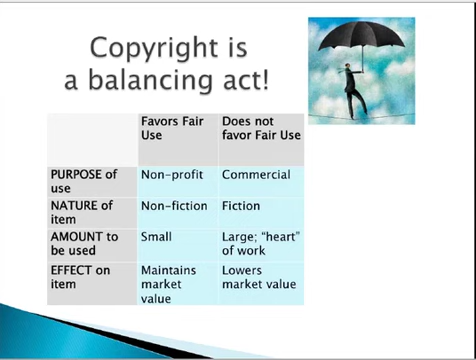 Copyright is
a balancing act!
Favors Fair Use
Does not favor Fair Use
PURPOSE of use
Non-profit
Commercial
NATURE of item
Non-fiction
Fiction
AMOUNT to be used
Small
Large; “heart” of work
EFFECT on item
Maintains market value
Lowers market value